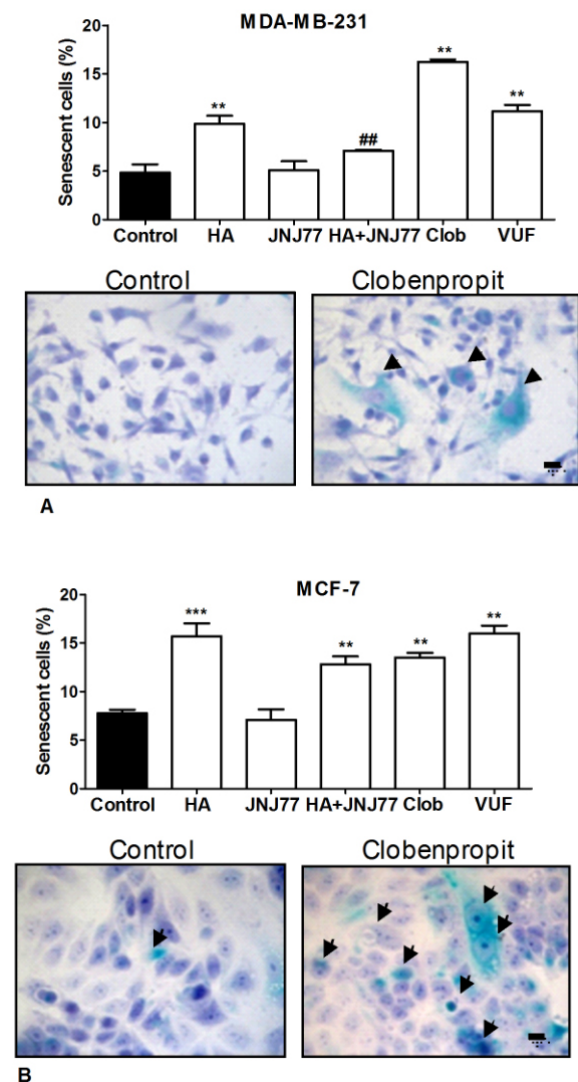 MDA-MB-231
Senescent cells (%)
20
15
10
5
0
**
**
**
##
Control HA JNJ77 HA+JNJ77 Clob VUF
Control Clobenpropit
A
MCF-7
Senescent cells (%)
20
15
10
5
0
***
**
**
**
Control HA JNJ77 HA+JNJ77 Clob VUF
Control Clobenpropit
B